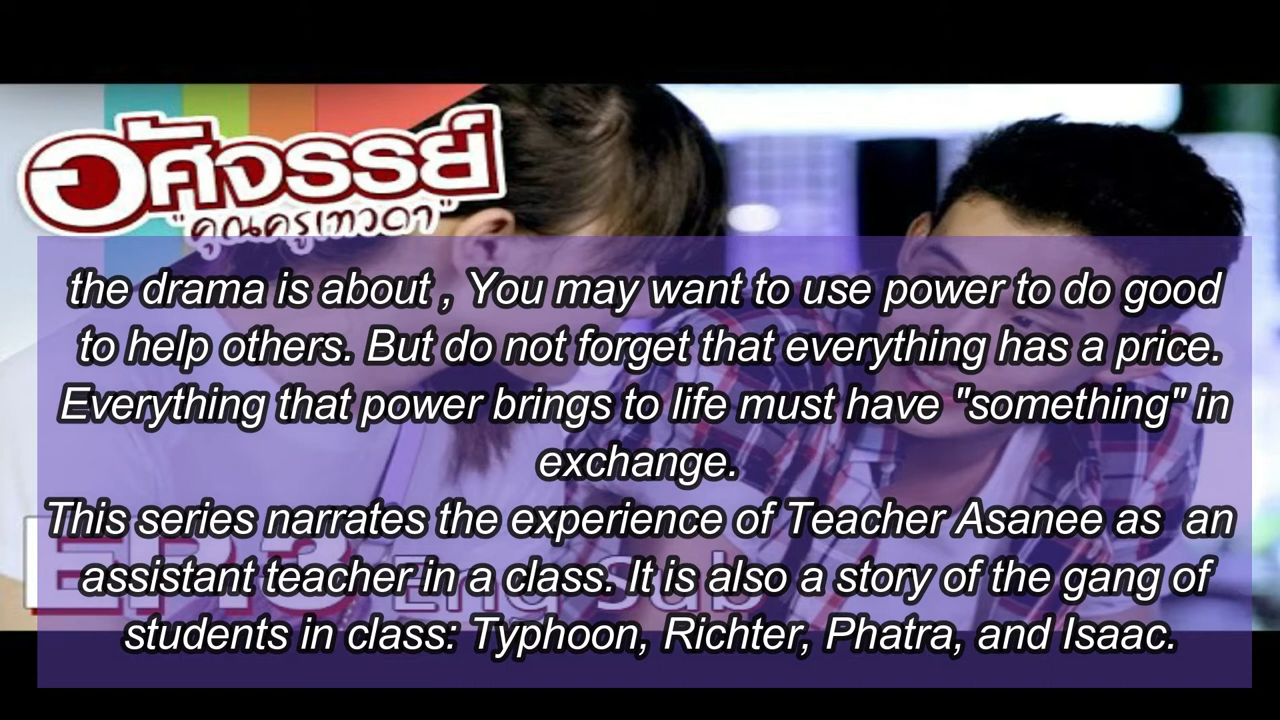 อัศจรรย์
"คุณครูเทวดา"
the drama is about , You may want to use power to do good
to help others. But do not forget that everything has a price.
Everything that power brings to life must have "something" in
exchange.
This series narrates the experience of Teacher Asanee as  an
assistant teacher in a class. It is also a story of the gang of
students in class: Typhoon, Richter, Phatra, and Isaac.
EP.3 Eng Sub